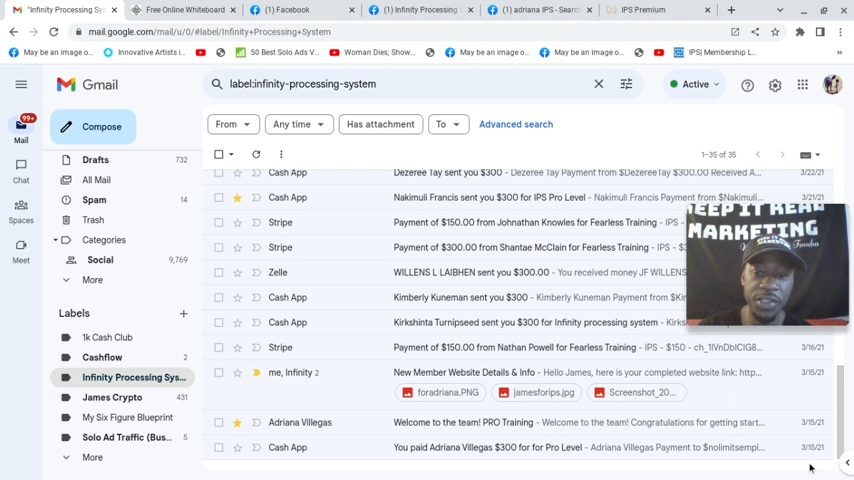 "Infinity Processing Sy
Free Online Whiteboard
(1) Facebook
(1) Infinity Processing
(1) adriana IPS - Searc
IPS Premium
mail.google.com/mail/u/0/#label/Infinity+Processing+System
May be an image o...
Innovative Artists i...
50 Best Solo Ads V...
Woman Dies; Show...
May be an image o...
May be an image o...
IPS| Membership L...
Gmail
label:infinity-processing-system
Active
99+
Mail
Chat
Spaces
Meet
Compose
Drafts 732
All Mail
Spam 14
Trash
Categories
Social 9,769
More
Labels
1k Cash Club
Cashflow 2
Infinity Processing Sys...
James Crypto 431
My Six Figure Blueprint
Solo Ad Traffic (Bus... 5
More
From
Any time
Has attachment
To
Advanced search
1–35 of 35
Cash App Dezeree Tay sent you $300 - Dezeree Tay Payment from $DezereeTay $300.00 Received A... 3/22/21
Cash App Nakimuli Francis sent you $300 for IPS Pro Level - Nakimuli Francis Payment from $Nakimuli... 3/21/21
Stripe Payment of $150.00 from Johnathan Knowles for Fearless Training - IPS -
Stripe Payment of $300.00 from Shantae McClain for Fearless Training - IPS - $
Zelle WILLENS L LAIBHEN sent you $300.00 - You received money JF WILLENS
Cash App Kimberly Kuneman sent you $300 - Kimberly Kuneman Payment from $Ki
Cash App Kirkshinta Turnipseed sent you $300 for Infinity processing system - Kirks
Stripe Payment of $150.00 from Nathan Powell for Fearless Training - IPS - $150 - ch_1IVnDbIClG8... 3/16/21
me, Infinity 2 New Member Website Details & Info - Hello James, here is your completed website link: http... 3/15/21
foradriana.PNG
jamesforips.jpg
Screenshot_20...
Adriana Villegas Welcome to the team! PRO Training - Welcome to the team! Congratulations for getting start... 3/15/21
Cash App You paid Adriana Villegas $300 for for Pro Level - Adriana Villegas Payment to $nolimitsempi... 3/15/21
KEEP IT REAL
MARKETING